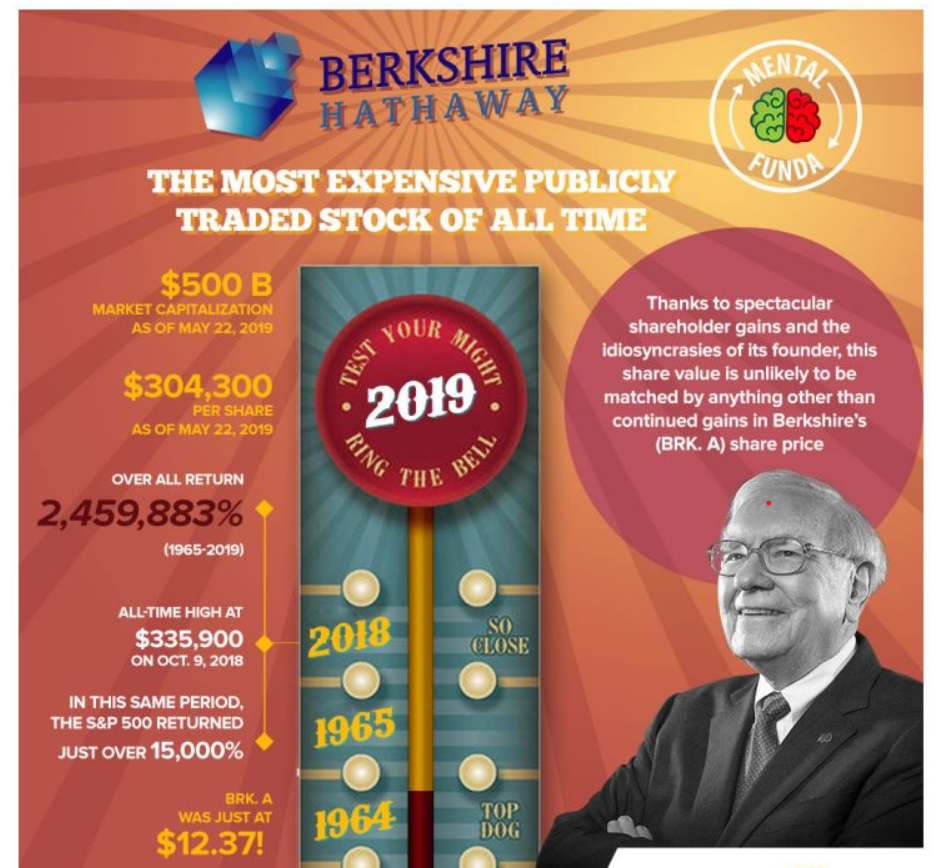 BERKSHIRE
HATHAWAY
MENTAL
FUNDA
THE MOST EXPENSIVE PUBLICLY
TRADED STOCK OF ALL TIME
$500 B
MARKET CAPITALIZATION
AS OF MAY 22, 2019
$304,300
PER SHARE
AS OF MAY 22, 2019
OVER ALL RETURN
2,459,883%
(1965-2019)
ALL-TIME HIGH AT
$335,900
ON OCT. 9, 2018
IN THIS SAME PERIOD,
THE S&P 500 RETURNED
JUST OVER 15,000%
BRK. A
WAS JUST AT
$12.37!
TEST YOUR MIGHT
2019
RING THE BELL
2018
SO
CLOSE
1965
1964
TOP
DOG
Thanks to spectacular
shareholder gains and the
idiosyncrasies of its founder, this
share value is unlikely to be
matched by anything other than
continued gains in Berkshire's
(BRK. A) share price